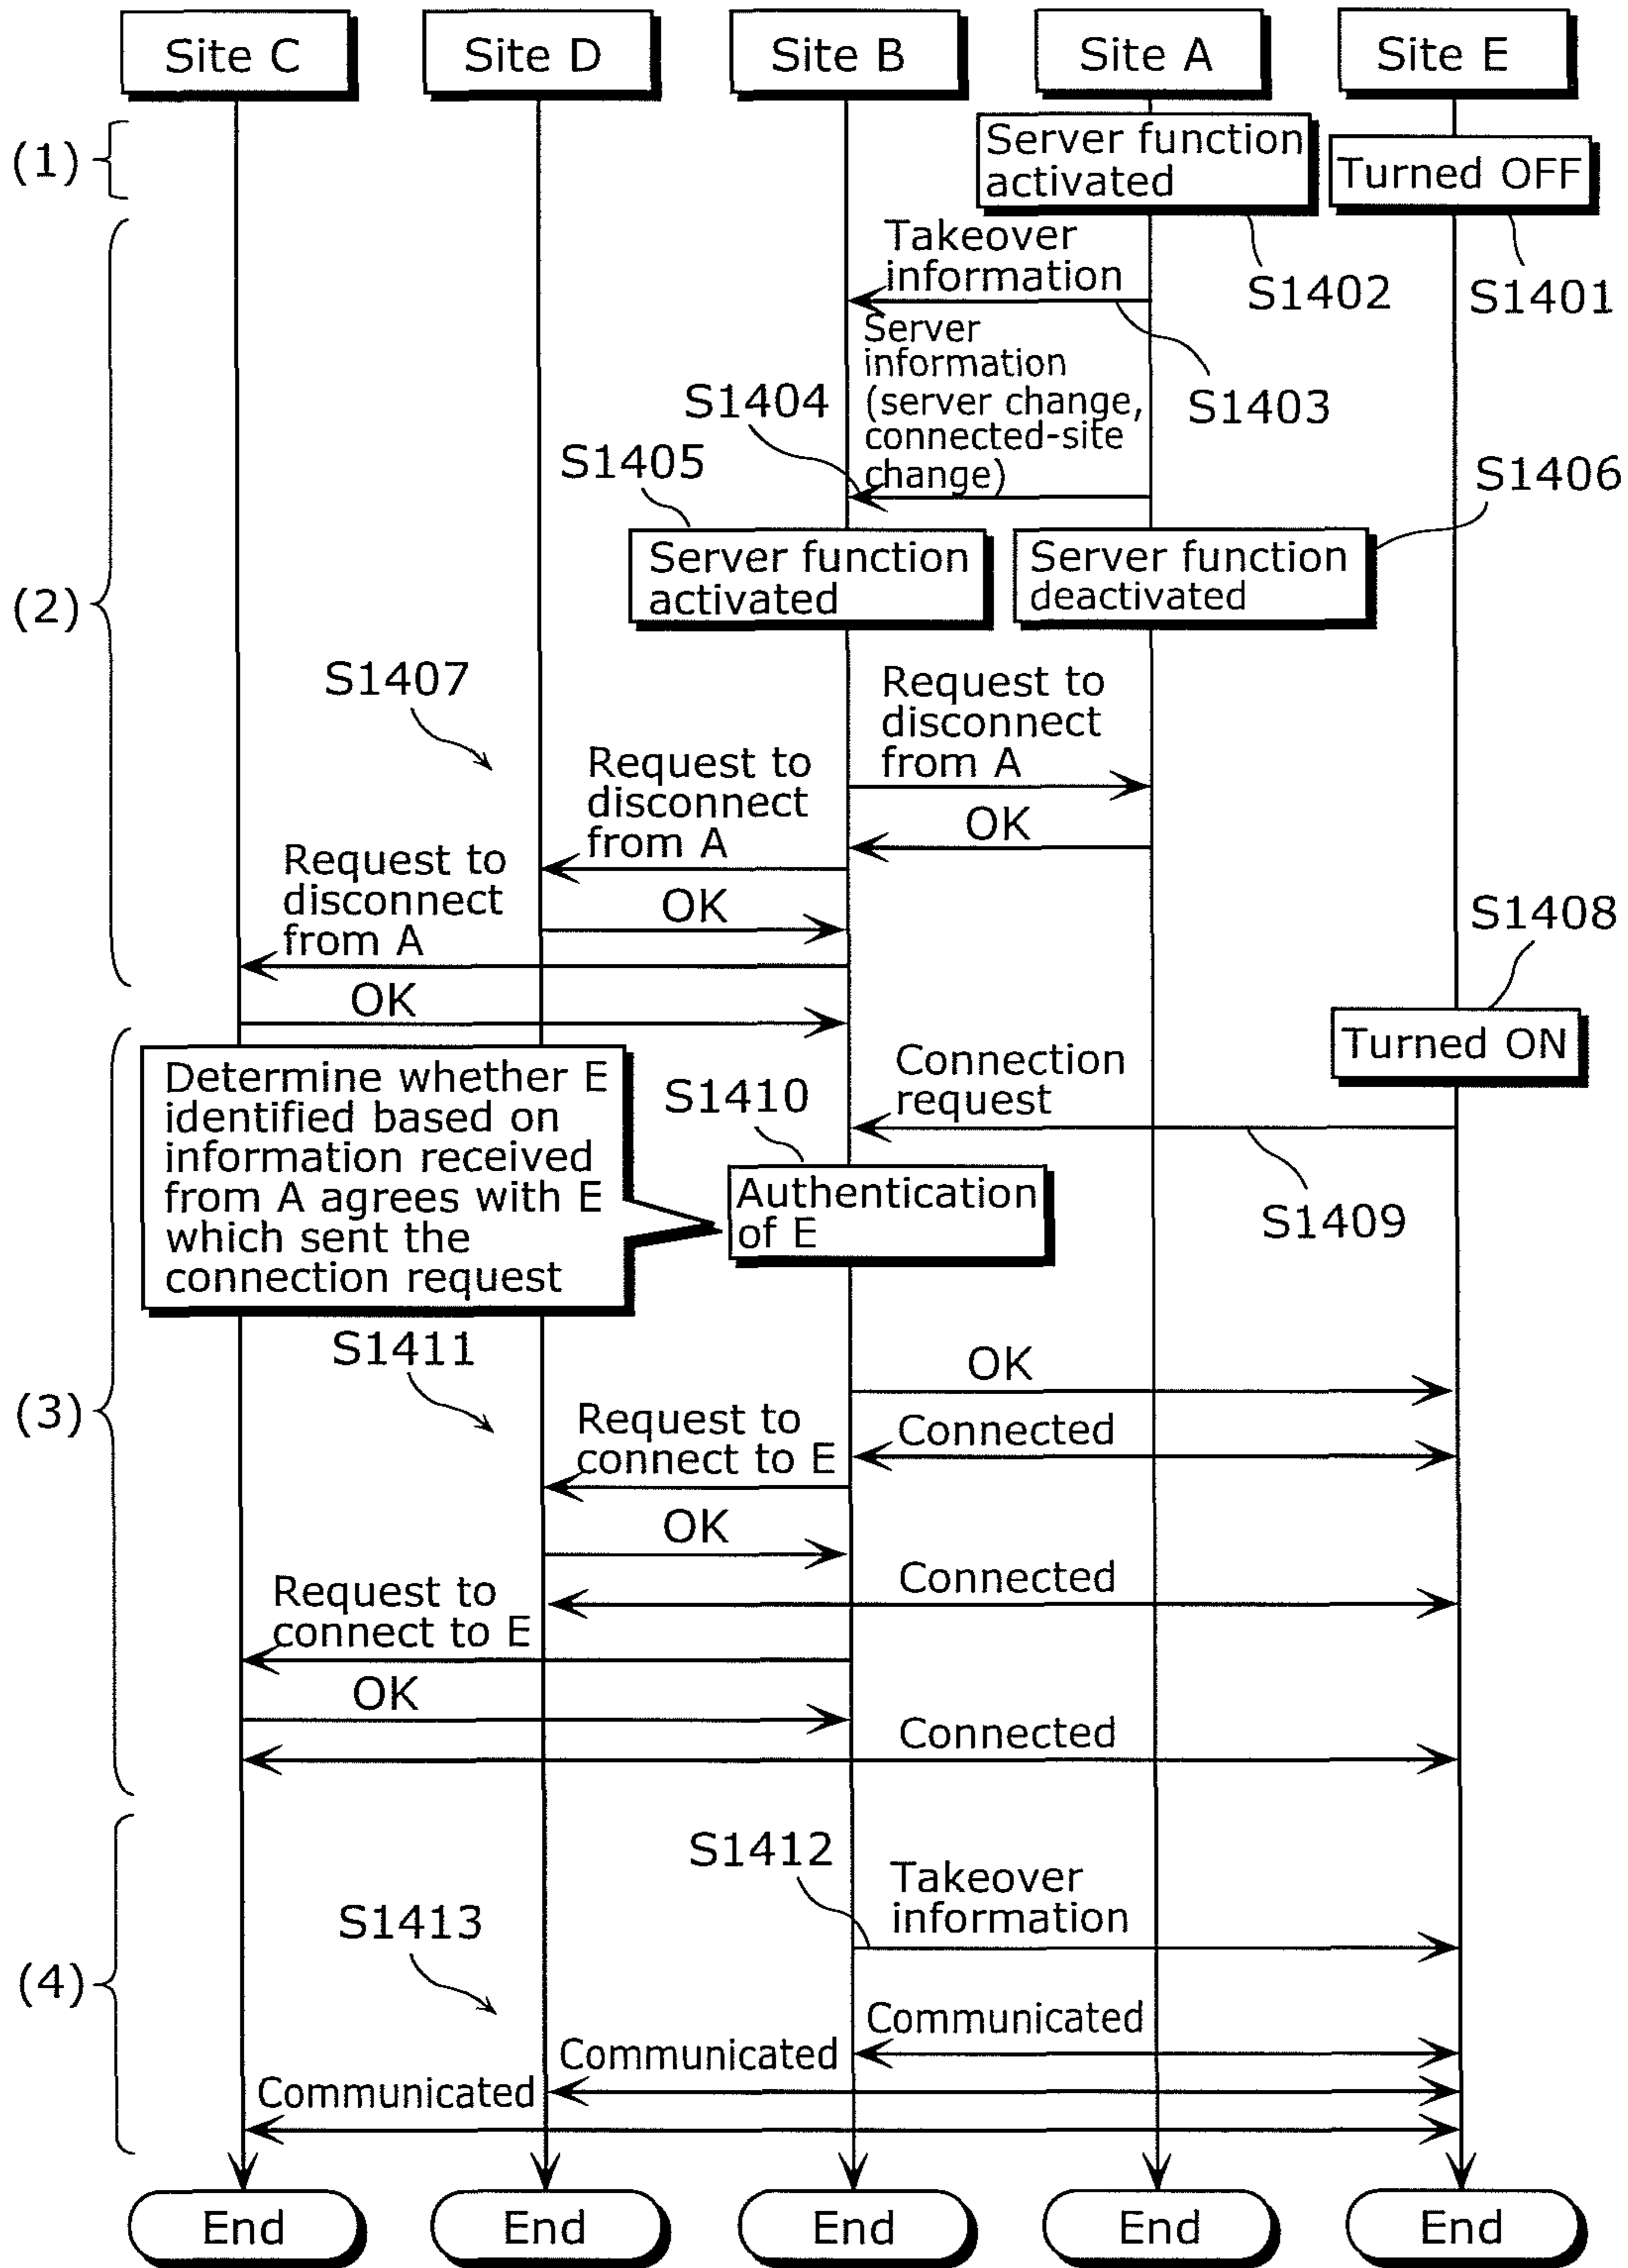 Site C
Site D
Site B
Site A
Site E
(1)
Server function
activated
Turned OFF
Takeover
information
S1402
S1401
Server
information
(server change,
connected-site
change)
S1404
S1403
S1405
S1406
(2)
Server function
activated
Server function
deactivated
S1407
Request to
disconnect
from A
Request to
disconnect
from A
OK
Request to
disconnect
from A
OK
S1408
OK
Turned ON
Determine whether E
identified based on
information received
from A agrees with E
which sent the
connection request
S1410
Connection
request
Authentication
of E
S1409
(3)
S1411
OK
Request to
connect to E
Connected
OK
Connected
Request to
connect to E
OK
Connected
(4)
S1412
Takeover
information
S1413
Communicated
Communicated
Communicated
End
End
End
End
End